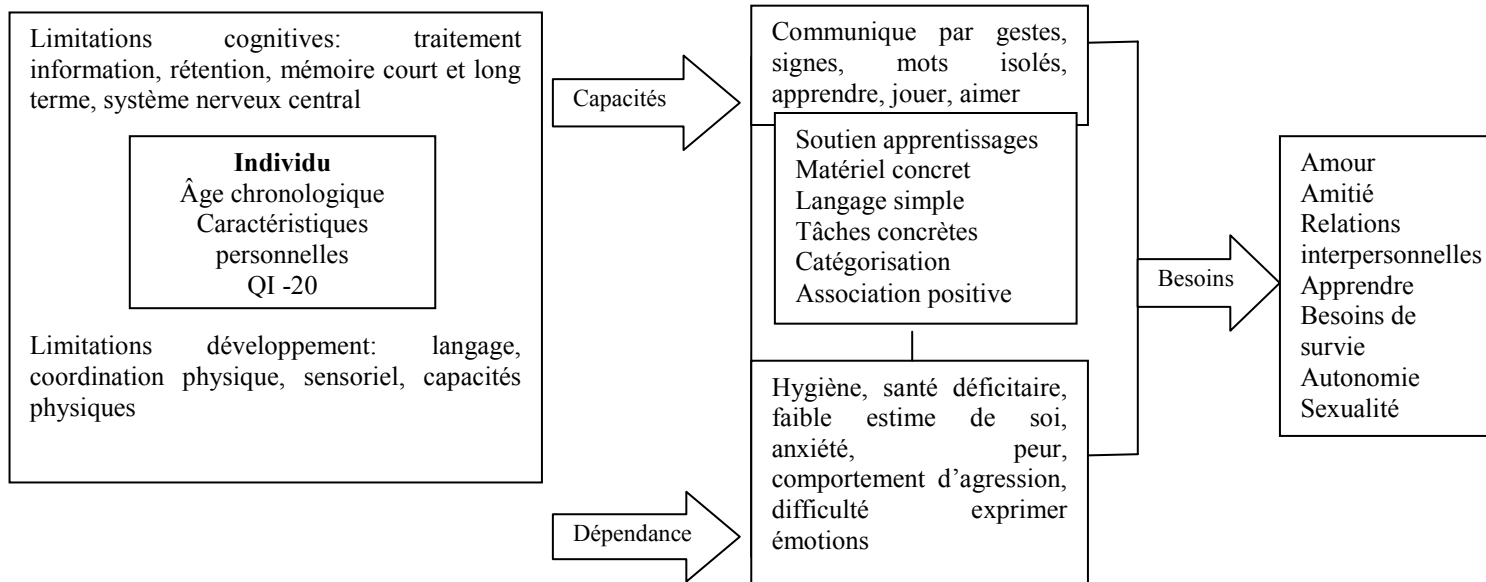 Limitations cognitives: traitement
information, rétention, mémoire court et long
terme, système nerveux central
Individu
Âge chronologique
Caractéristiques
personnelles
QI -20
Limitations développement: langage,
coordination physique, sensoriel, capacités
physiques
Capacités
Dépendance
Communique par gestes,
signes, mots isolés,
apprendre, jouer, aimer
Soutien apprentissages
Matériel concret
Langage simple
Tâches concrètes
Catégorisation
Association positive
Hygiène, santé déficitaire,
faible estime de soi,
anxiété, peur,
comportement d’agression,
difficulté exprimer
émotions
Besoins
Amour
Amitié
Relations
interpersonnelles
Apprendre
Besoins de
survie
Autonomie
Sexualité